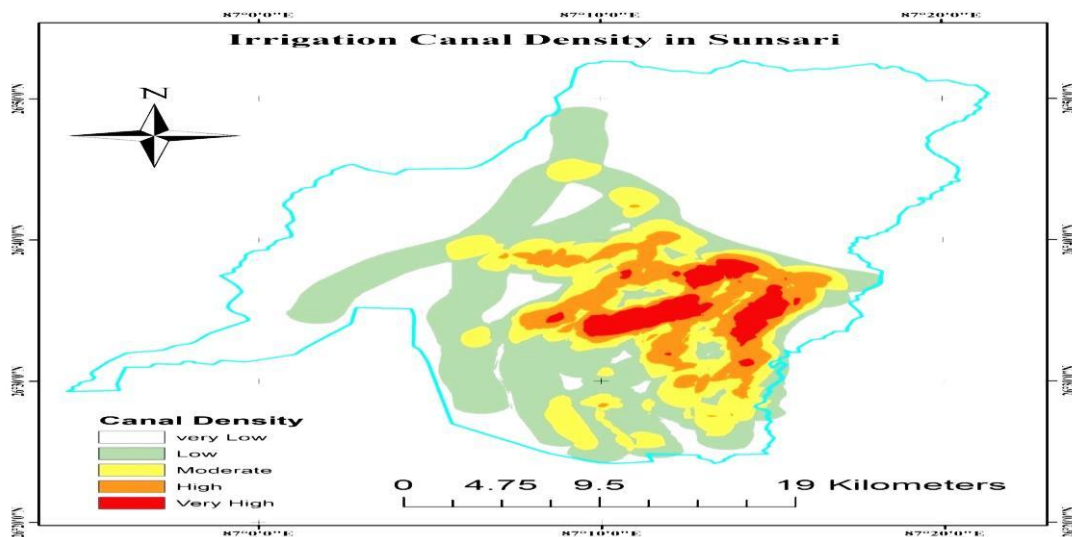 87°0'0"E 87°10'0"E 87°20'0"E
Irrigation Canal Density in Sunsari
N
Canal Density
very Low
Low
Moderate
High
Very High
0 4.75 9.5 19 Kilometers
87°0'0"E 87°10'0"E 87°20'0"E